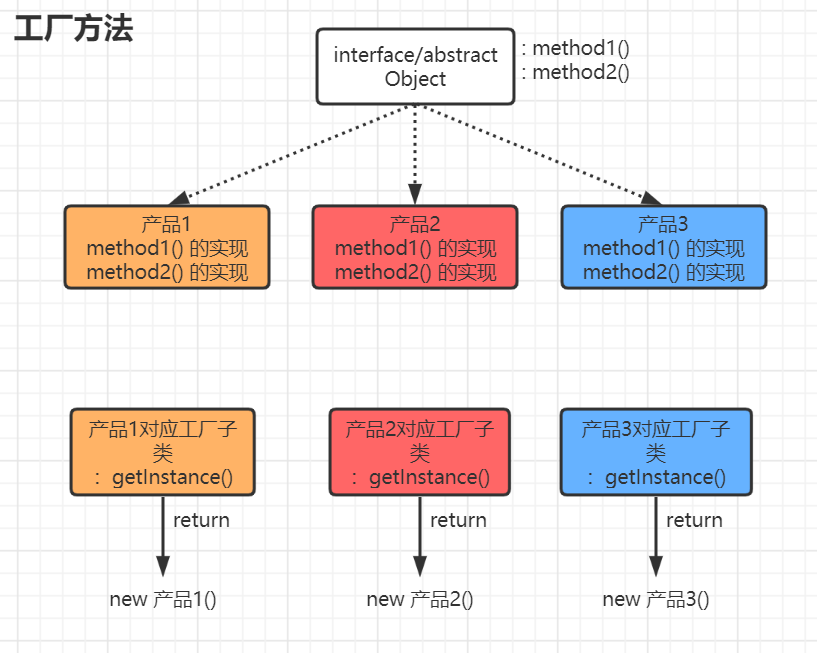 工厂方法
interface/abstract
Object
: method1()
: method2()
产品1
method1() 的实现
method2() 的实现
产品2
method1() 的实现
method2() 的实现
产品3
method1() 的实现
method2() 的实现
产品1对应工厂子
类
：getInstance()
产品2对应工厂子
类
：getInstance()
产品3对应工厂子
类
：getInstance()
return
return
return
new 产品1()
new 产品2()
new 产品3()